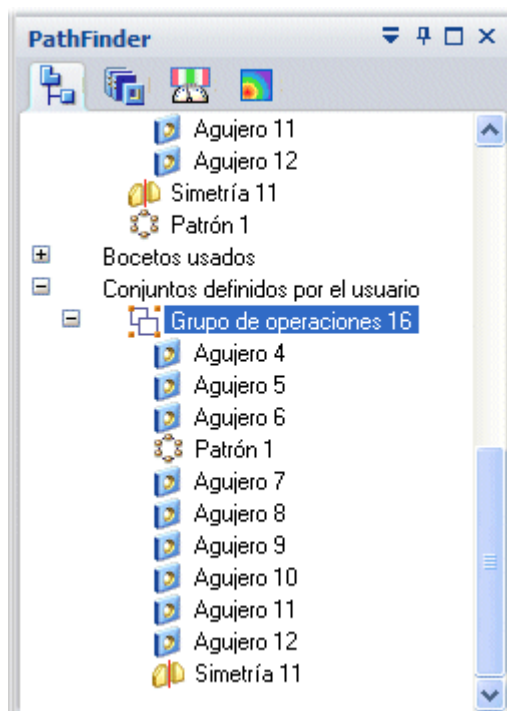 PathFinder
Agujero 11
Agujero 12
Simetría 11
Patrón 1
Bocetos usados
Conjuntos definidos por el usuario
Grupo de operaciones 16
Agujero 4
Agujero 5
Agujero 6
Patrón 1
Agujero 7
Agujero 8
Agujero 9
Agujero 10
Agujero 11
Agujero 12
Simetría 11